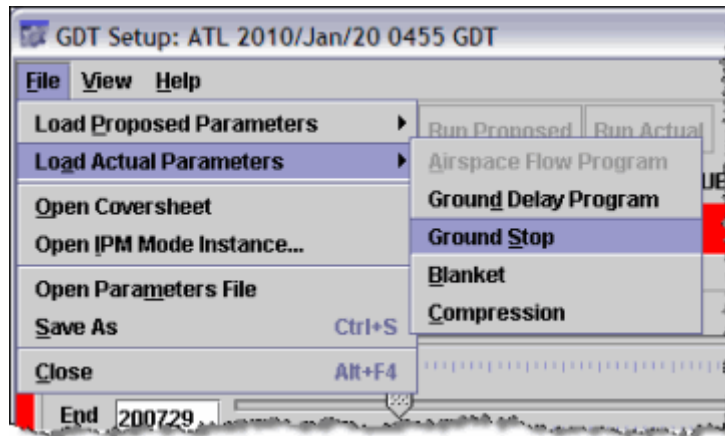 GDT Setup: ATL 2010/Jan/20 0455 GDT
File View Help
Load Proposed Parameters
Run Proposed Run Actual
Load Actual Parameters
Airspace Flow Program
Ground Delay Program
Open Coversheet
Ground Stop
Open IPM Mode Instance...
Blanket
Open Parameters File
Compression
Save As Ctrl+S
Close Alt+F4
End 200729